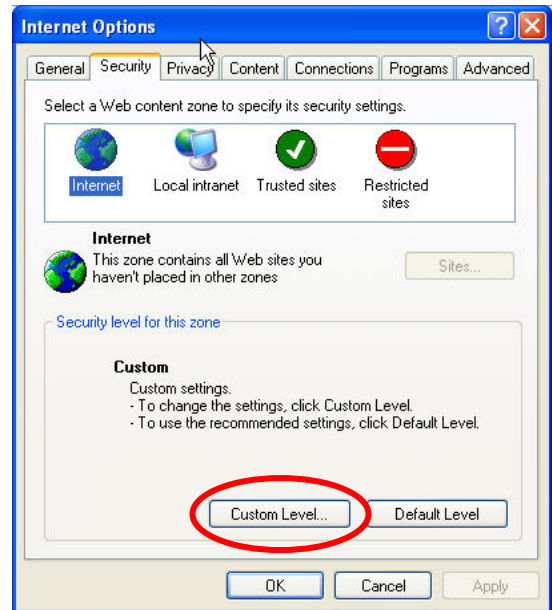 Internet Options
General Security Privacy Content Connections Programs Advanced
Select a Web content zone to specify its security settings.
Internet Local intranet Trusted sites Restricted
sites
Internet
This zone contains all Web sites you
haven't placed in other zones
Sites...
Security level for this zone
Custom
Custom settings.
- To change the settings, click Custom Level.
- To use the recommended settings, click Default Level.
Custom Level... Default Level
OK Cancel Apply